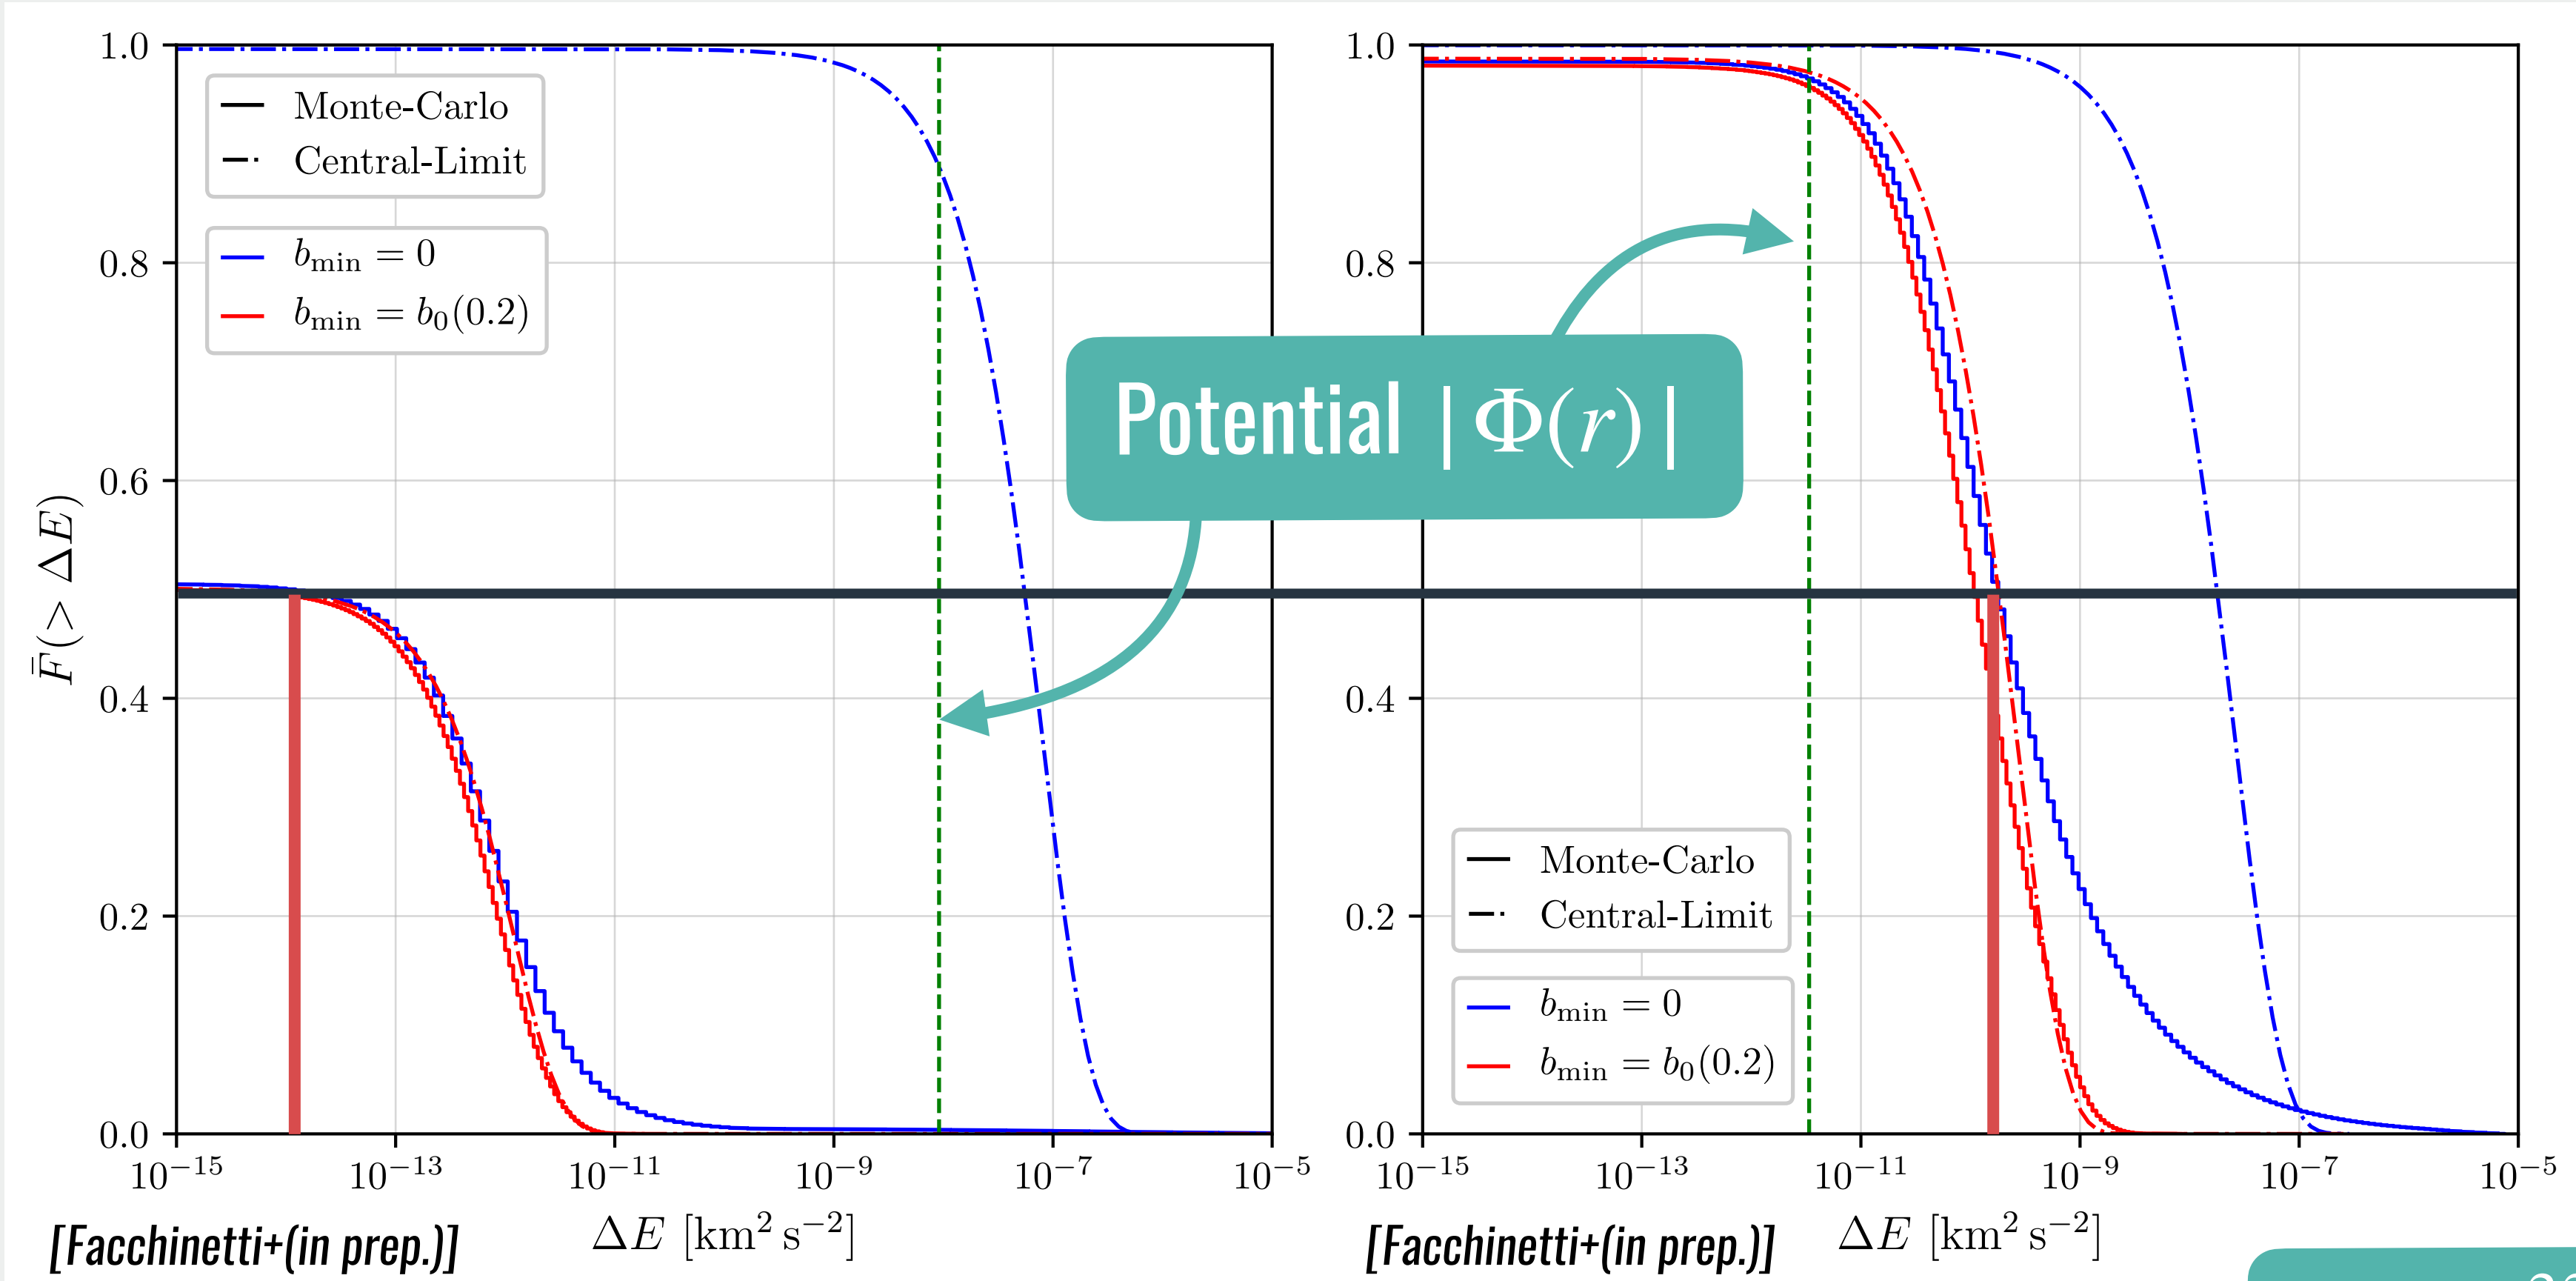 1.0
0.8
0.6
0.4
0.2
0.0
F̄(> ΔE)
Monte-Carlo
Central-Limit
b_min = 0
b_min = b_0(0.2)
10^−15
10^−13
10^−11
10^−9
10^−7
10^−5
ΔE [km^2 s^−2]
[Facchinetti+(in prep.)]
Potential |Φ(r)|
1.0
0.8
0.4
0.2
0.0
Monte-Carlo
Central-Limit
b_min = 0
b_min = b_0(0.2)
10^−15
10^−13
10^−11
10^−9
10^−7
10^−5
ΔE [km^2 s^−2]
[Facchinetti+(in prep.)]